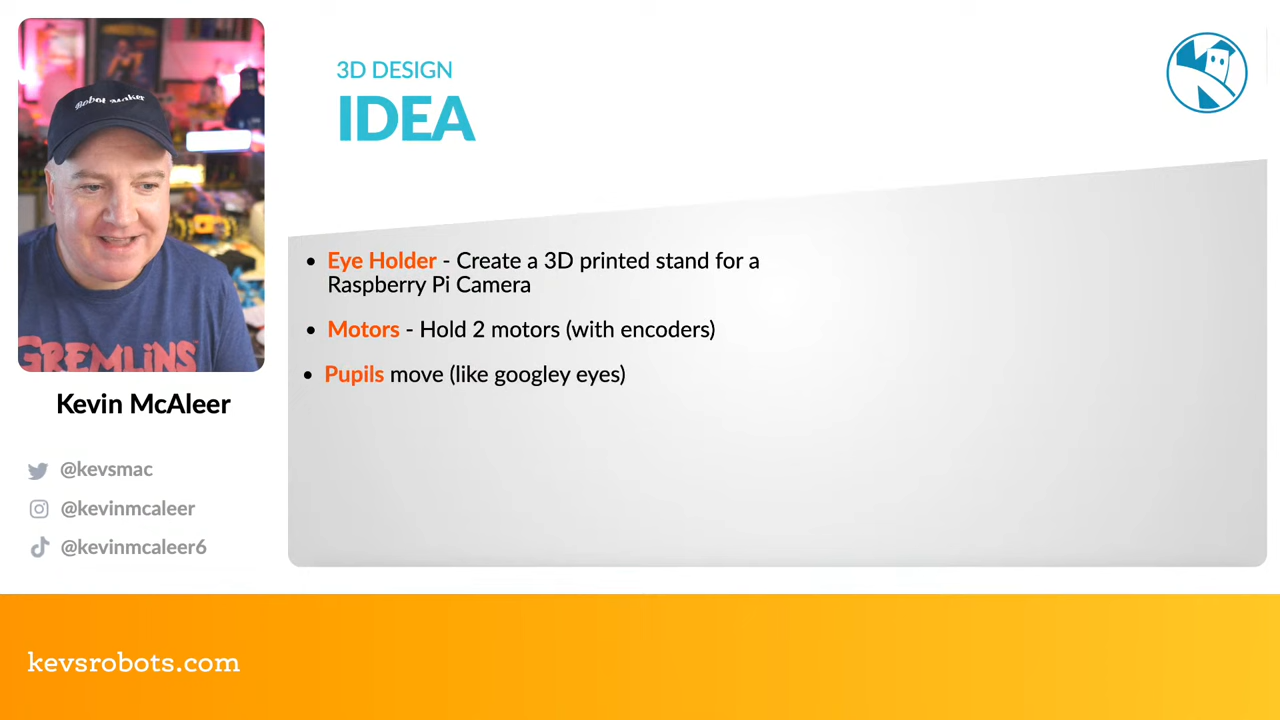 Robot Maker
GREMLINS
Kevin McAleer
@kevsmac
@kevinmcaleer
@kevinmcaleer6
3D DESIGN
IDEA
• Eye Holder - Create a 3D printed stand for a
Raspberry Pi Camera
• Motors - Hold 2 motors (with encoders)
• Pupils move (like googley eyes)
kevsrobots.com